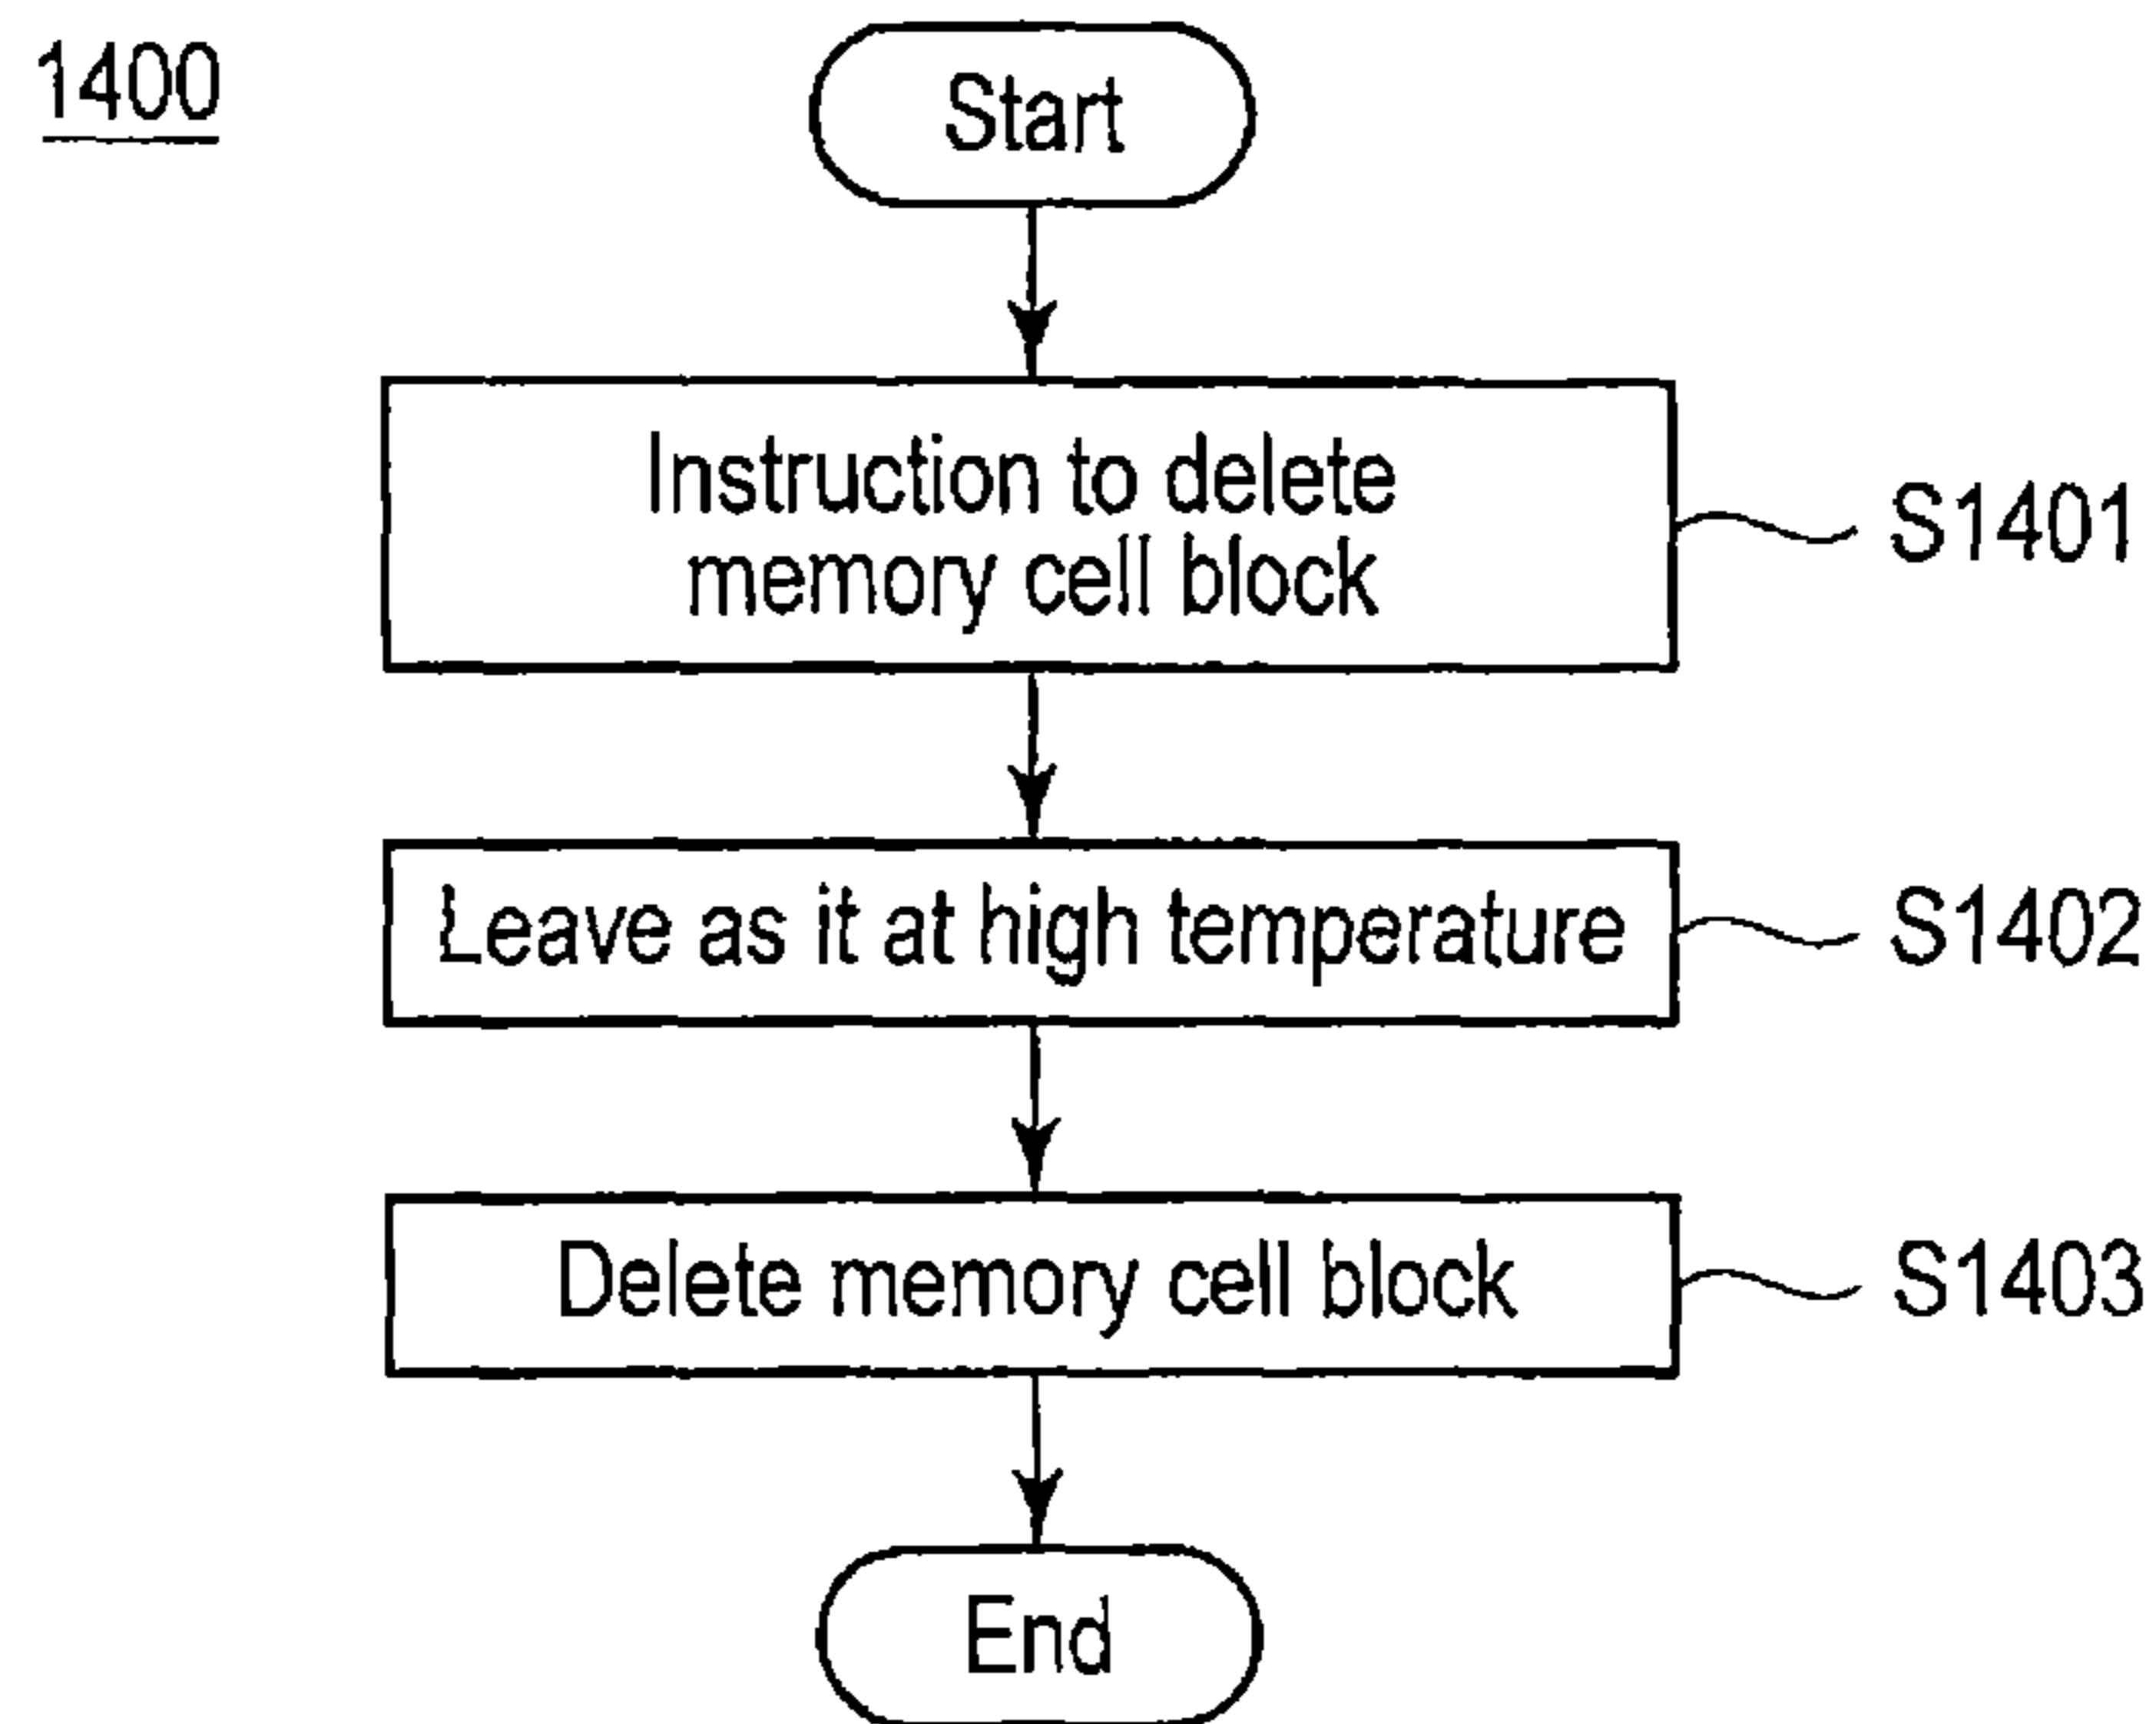 1400
Start
Instruction to delete
memory cell block
S1401
Leave as it at high temperature
S1402
Delete memory cell block
S1403
End